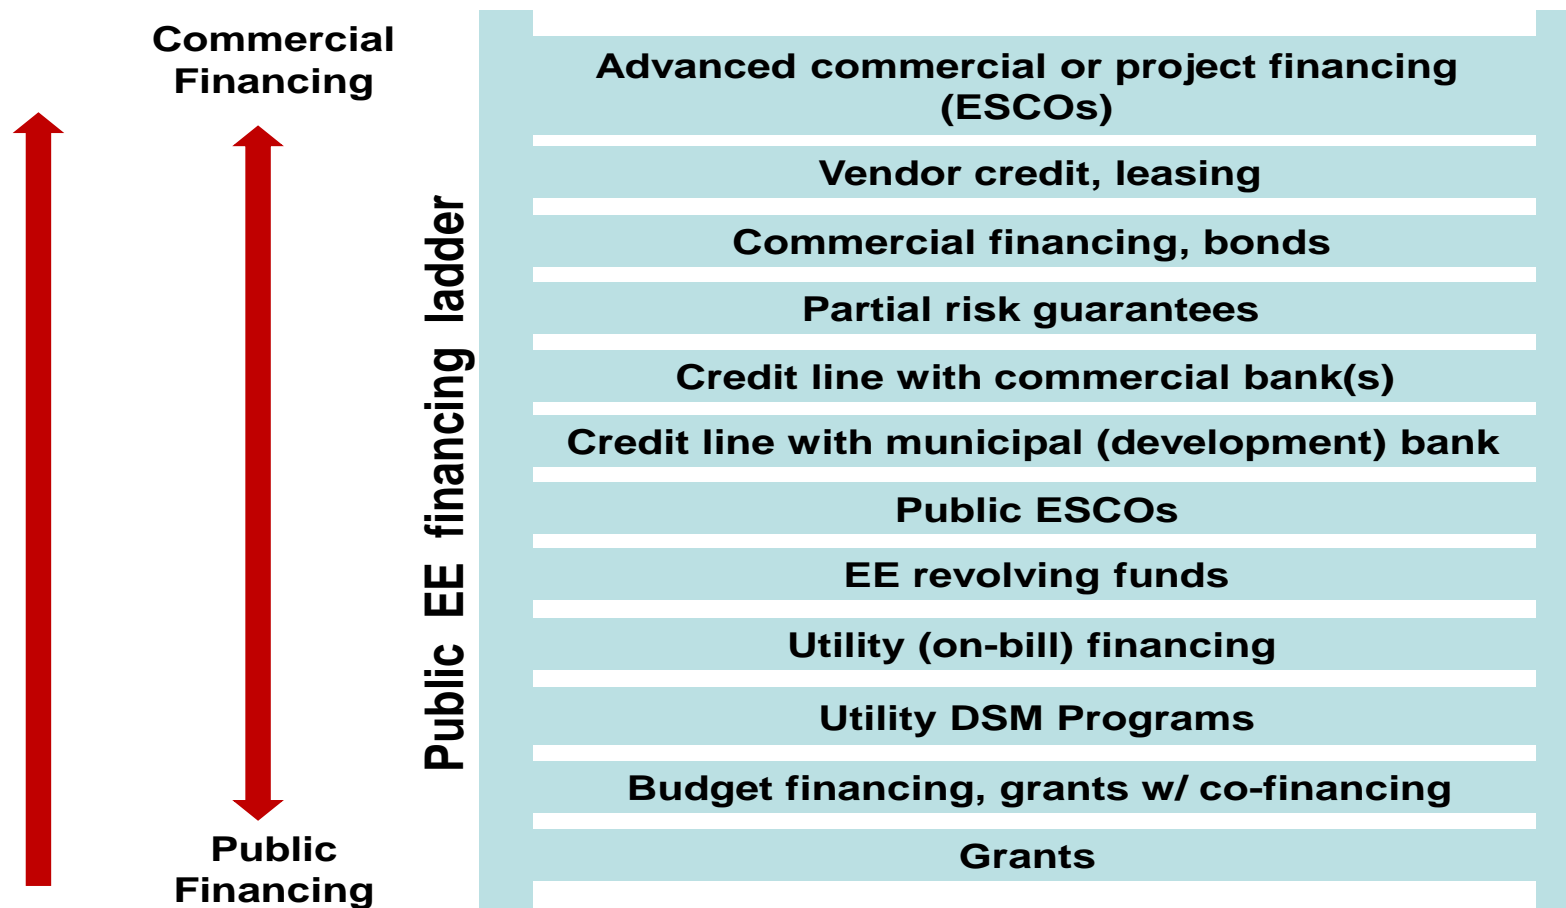 Commercial
Financing
Public EE financing ladder
Public
Financing
Advanced commercial or project financing
(ESCOs)
Vendor credit, leasing
Commercial financing, bonds
Partial risk guarantees
Credit line with commercial bank(s)
Credit line with municipal (development) bank
Public ESCOs
EE revolving funds
Utility (on-bill) financing
Utility DSM Programs
Budget financing, grants w/ co-financing
Grants